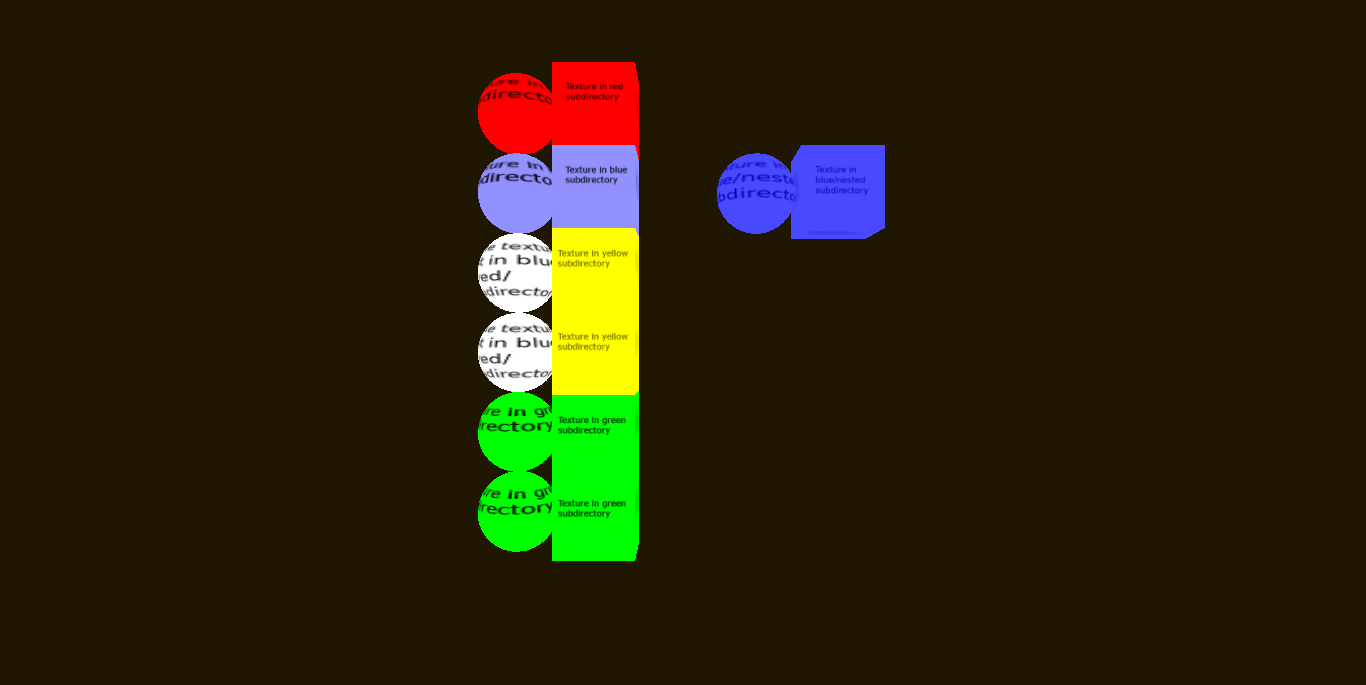 ure in
directo
Texture in red
subdirectory
ure in
directo
Texture in blue
subdirectory
ture in
e/neste
bdirecto
Texture in
blue/nested
subdirectory
e textu
in blue
ed/
directo
Texture in yellow
subdirectory
e textu
in blue
ed/
directo
Texture in yellow
subdirectory
re in gr
rectory
Texture in green
subdirectory
re in gr
rectory
Texture in green
subdirectory